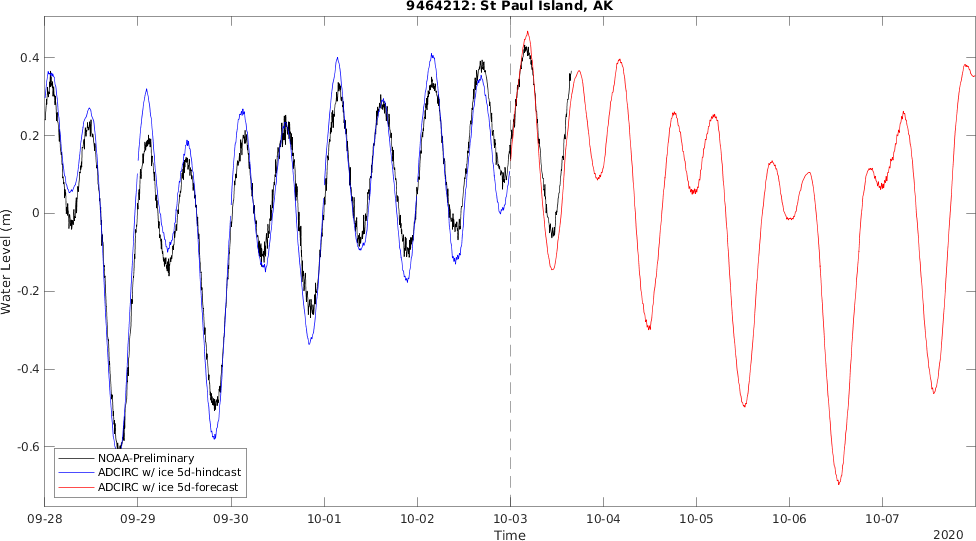 9464212: St Paul Island, AK
0.4
0.2
0
-0.2
-0.4
-0.6
Water Level (m)
NOAA-Preliminary
ADCIRC w/ ice 5d-hindcast
ADCIRC w/ ice 5d-forecast
09-28 09-29 09-30 10-01 10-02 10-03 10-04 10-05 10-06 10-07
Time
2020